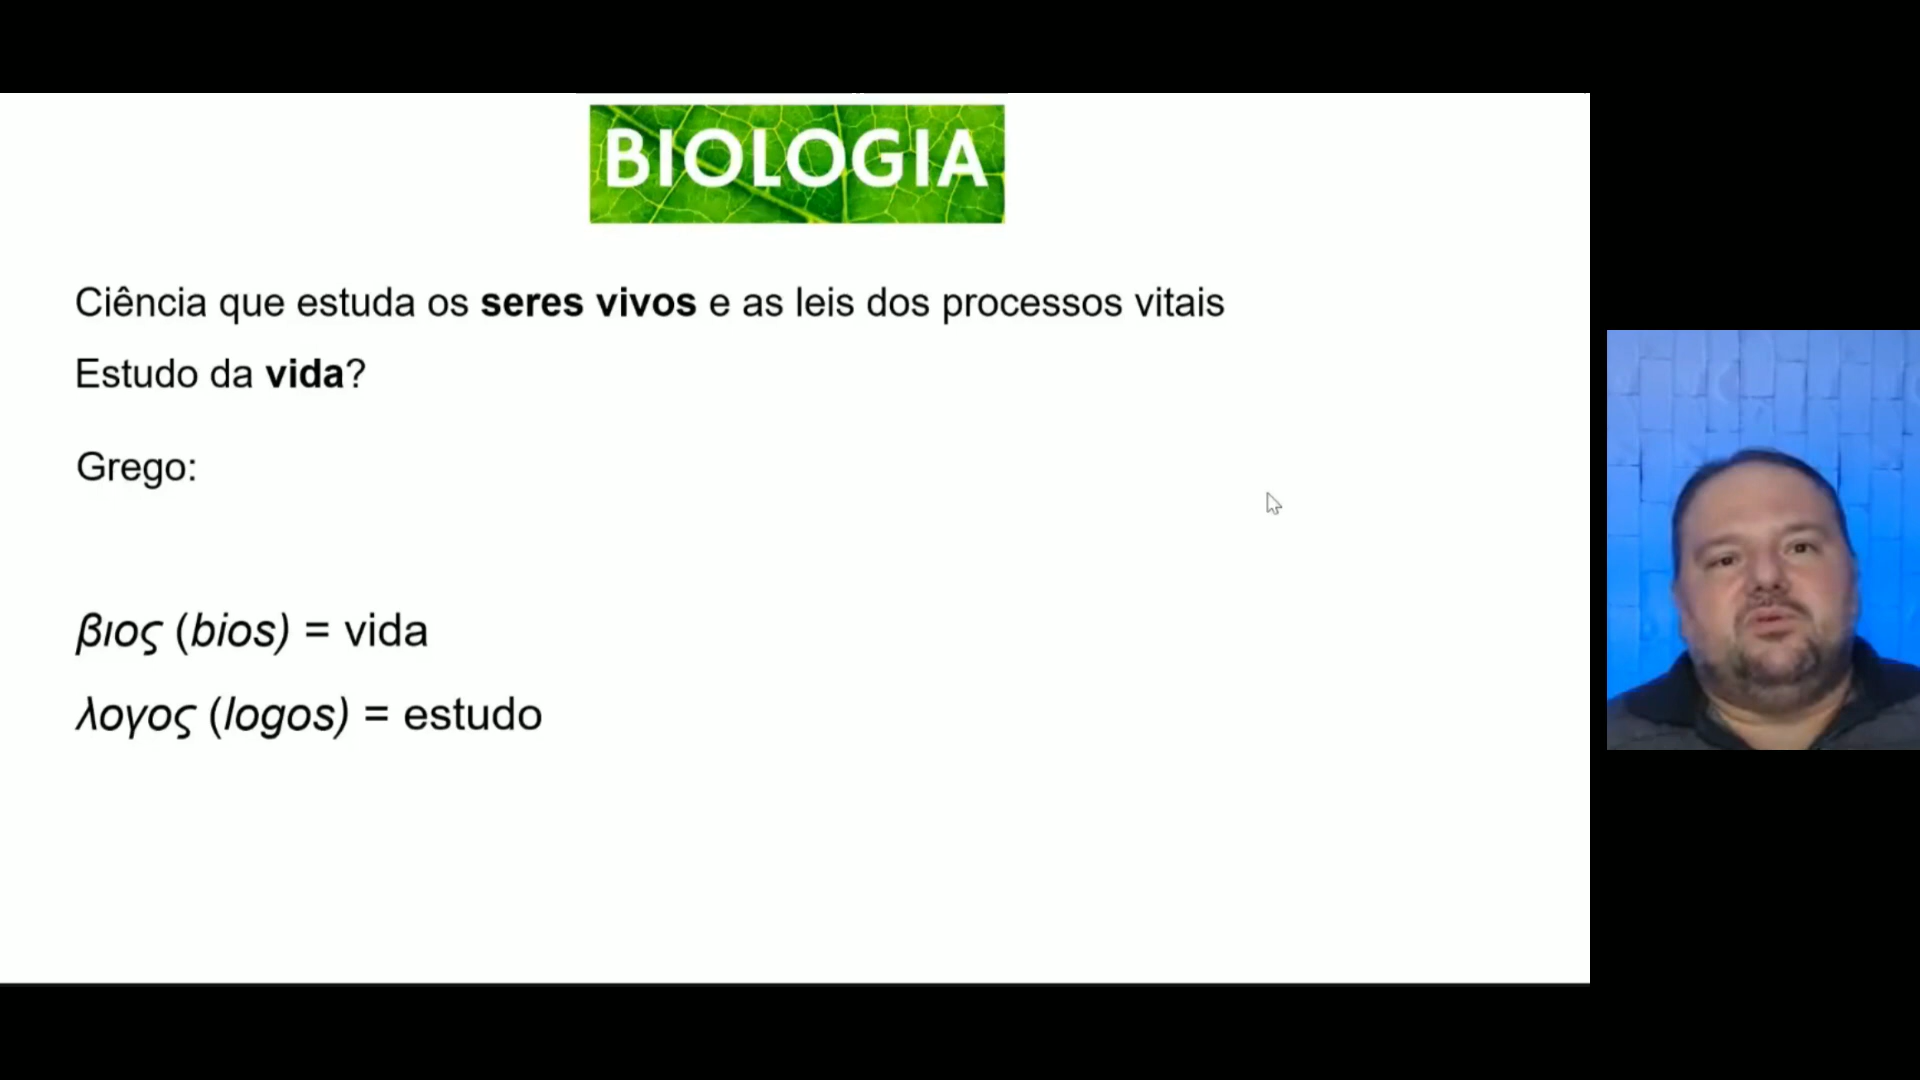 BIOLOGIA
Ciência que estuda os seres vivos e as leis dos processos vitais
Estudo da vida?
Grego:
βιος (bios) = vida
λογος (logos) = estudo